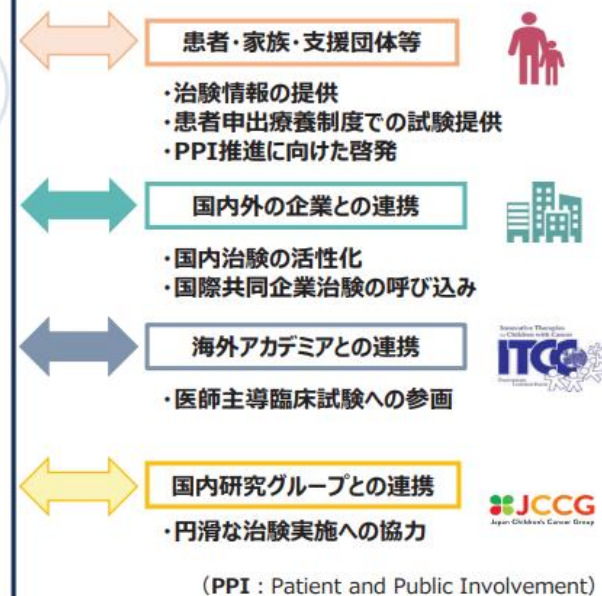 患者・家族・支援団体等
・治験情報の提供
・患者申出療養制度での試験提供
・PPI推進に向けた啓発
国内外の企業との連携
・国内治験の活性化
・国際共同企業治験の呼び込み
海外アカデミアとの連携
Innovative Therapies
for Children with Cancer
ITCC
・医師主導臨床試験への参画
国内研究グループとの連携
・円滑な治験実施への協力
JCCG
Japan Children's Cancer Group
（PPI : Patient and Public Involvement）